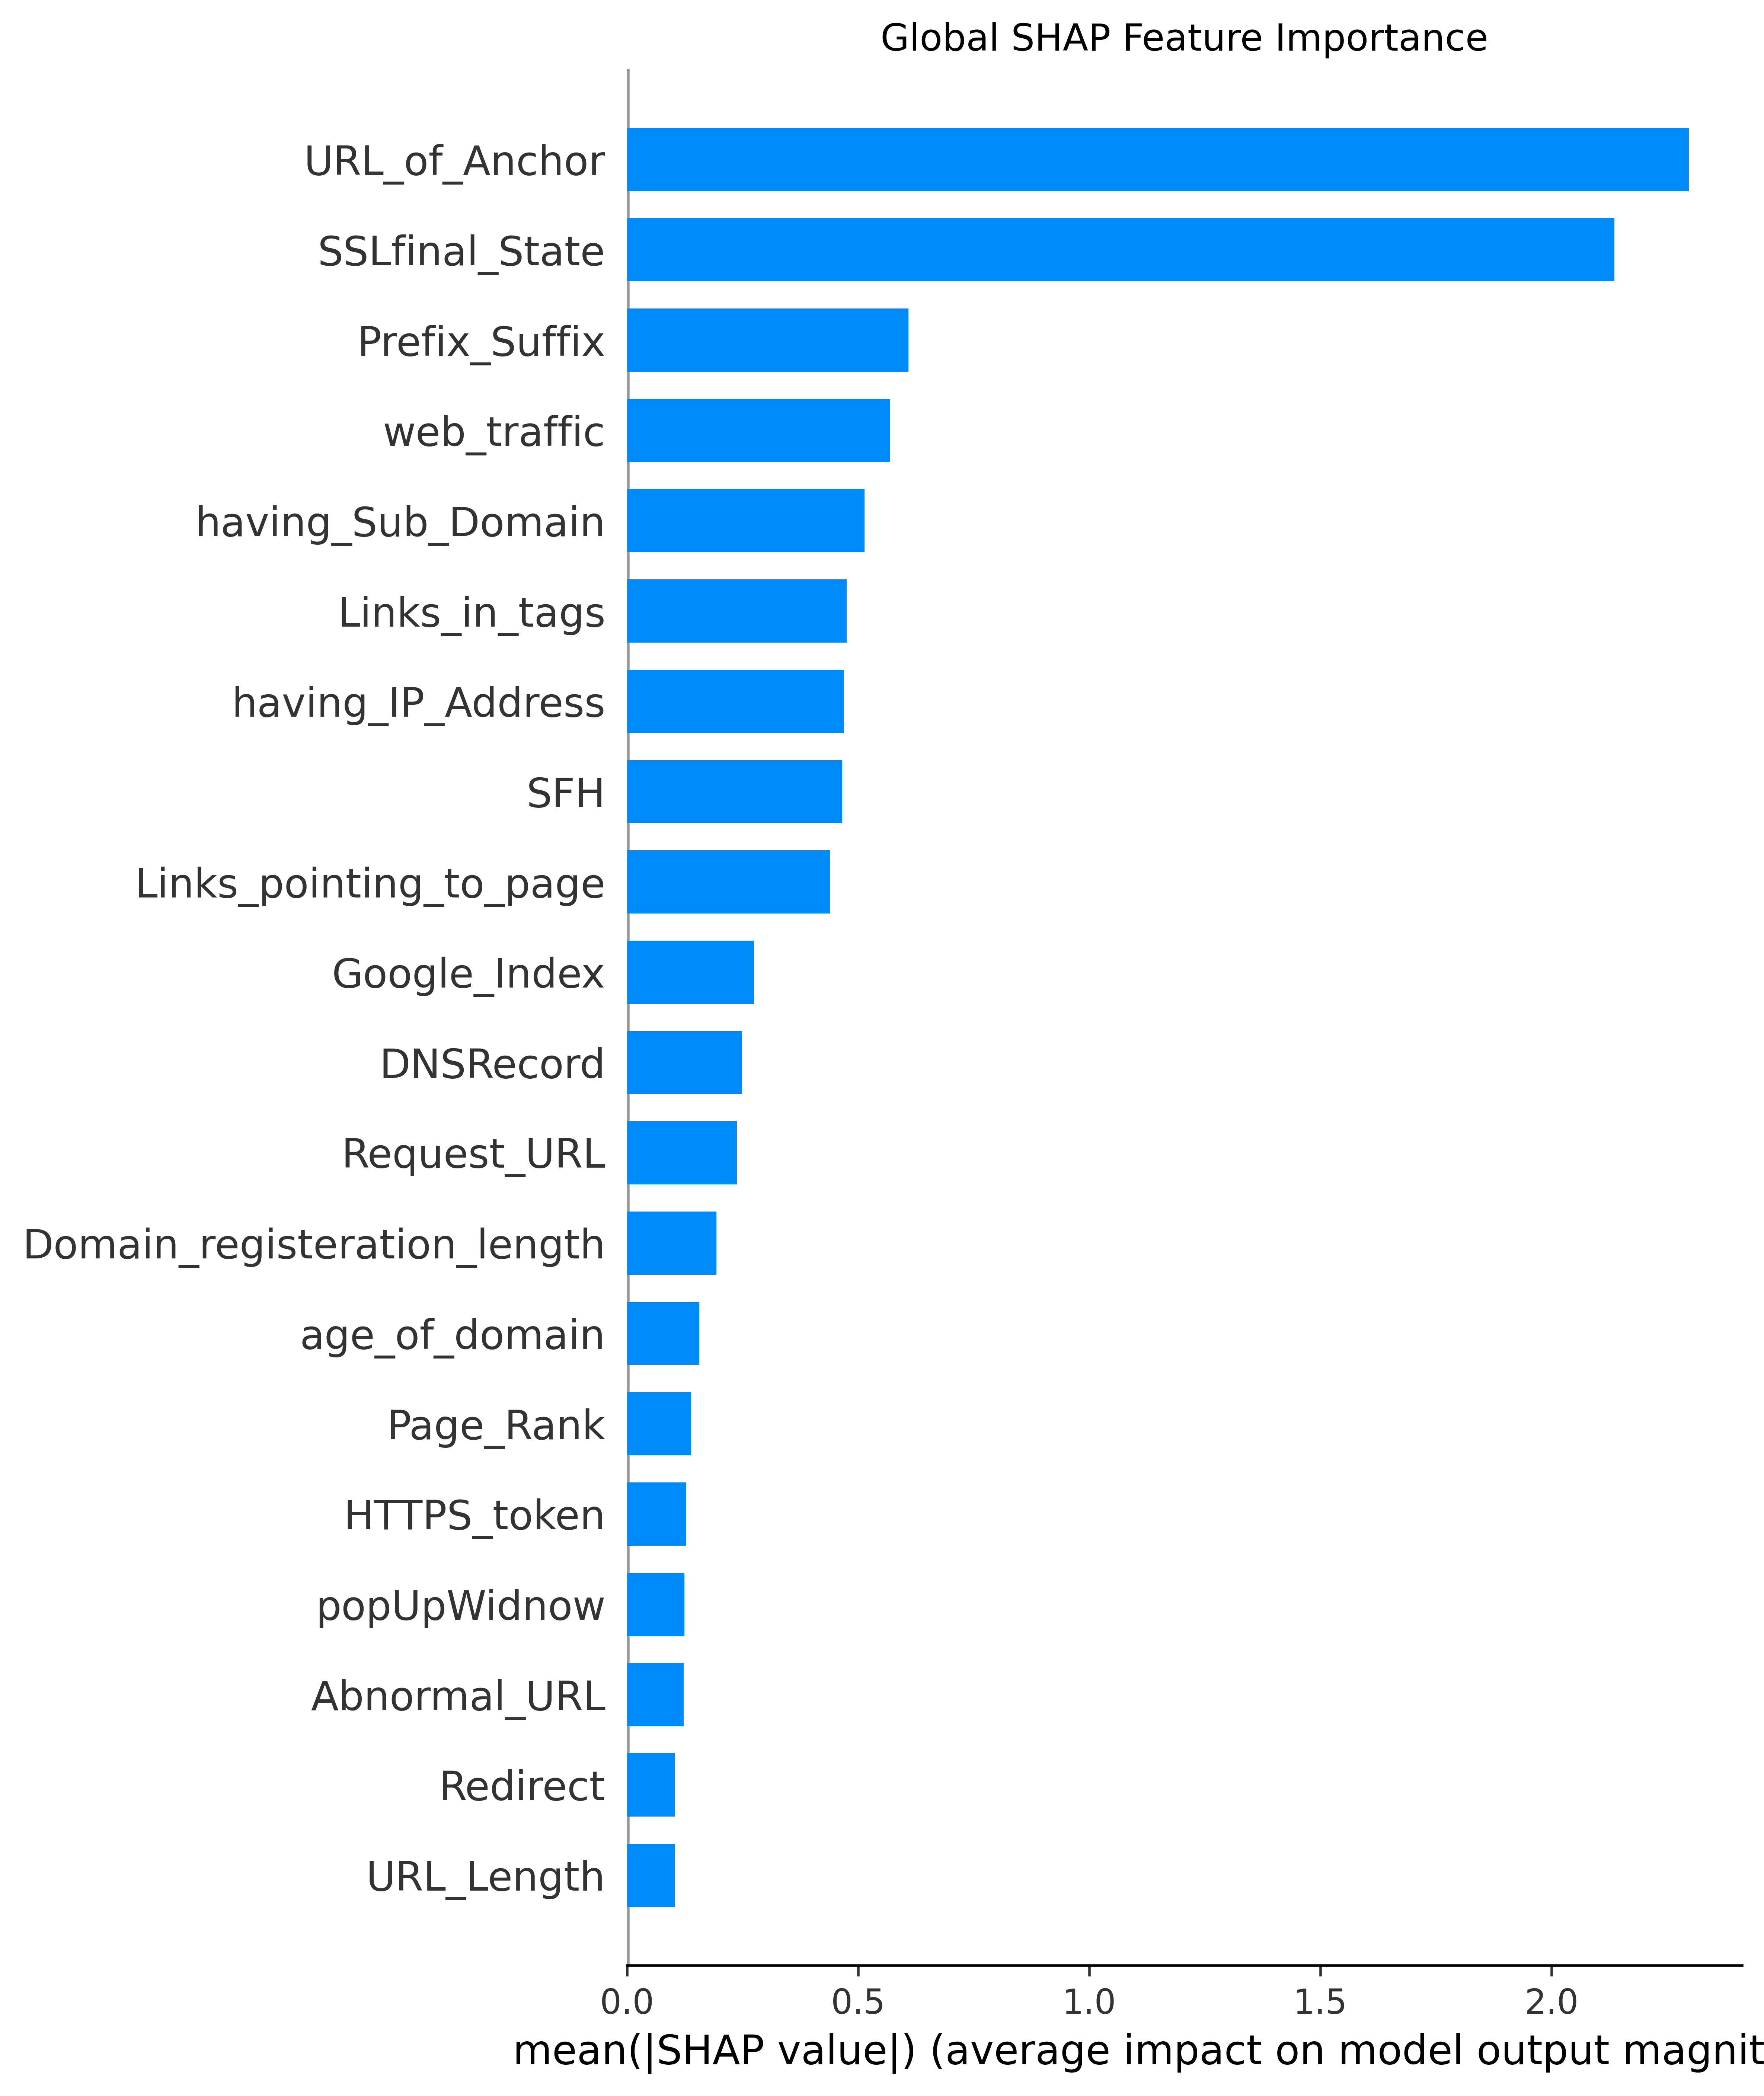 Global SHAP Feature Importance
URL_of_Anchor
SSLfinal_State
Prefix_Suffix
web_traffic
having_Sub_Domain
Links_in_tags
having_IP_Address
SFH
Links_pointing_to_page
Google_Index
DNSRecord
Request_URL
Domain_registeration_length
age_of_domain
Page_Rank
HTTPS_token
popUpWidnow
Abnormal_URL
Redirect
URL_Length
0.0 0.5 1.0 1.5 2.0
mean(|SHAP value|) (average impact on model output magnit